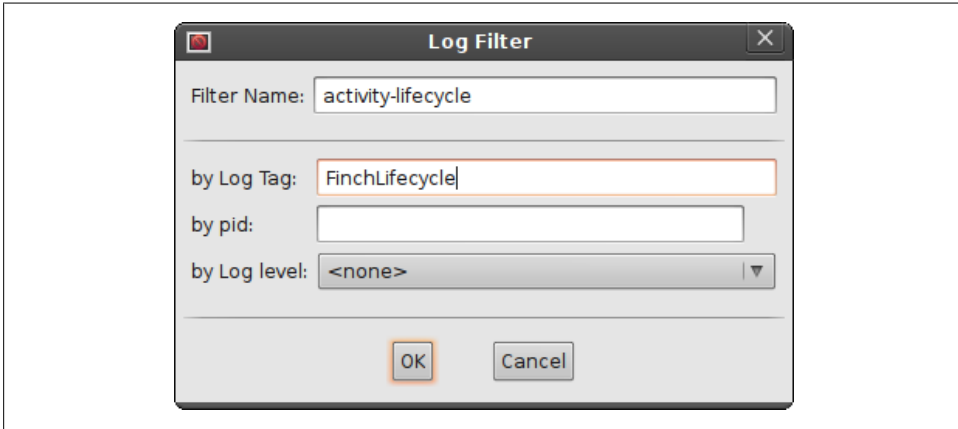 Log Filter
Filter Name: activity-lifecycle
by Log Tag: FinchLifecycle
by pid:
by Log level: <none>
OK Cancel